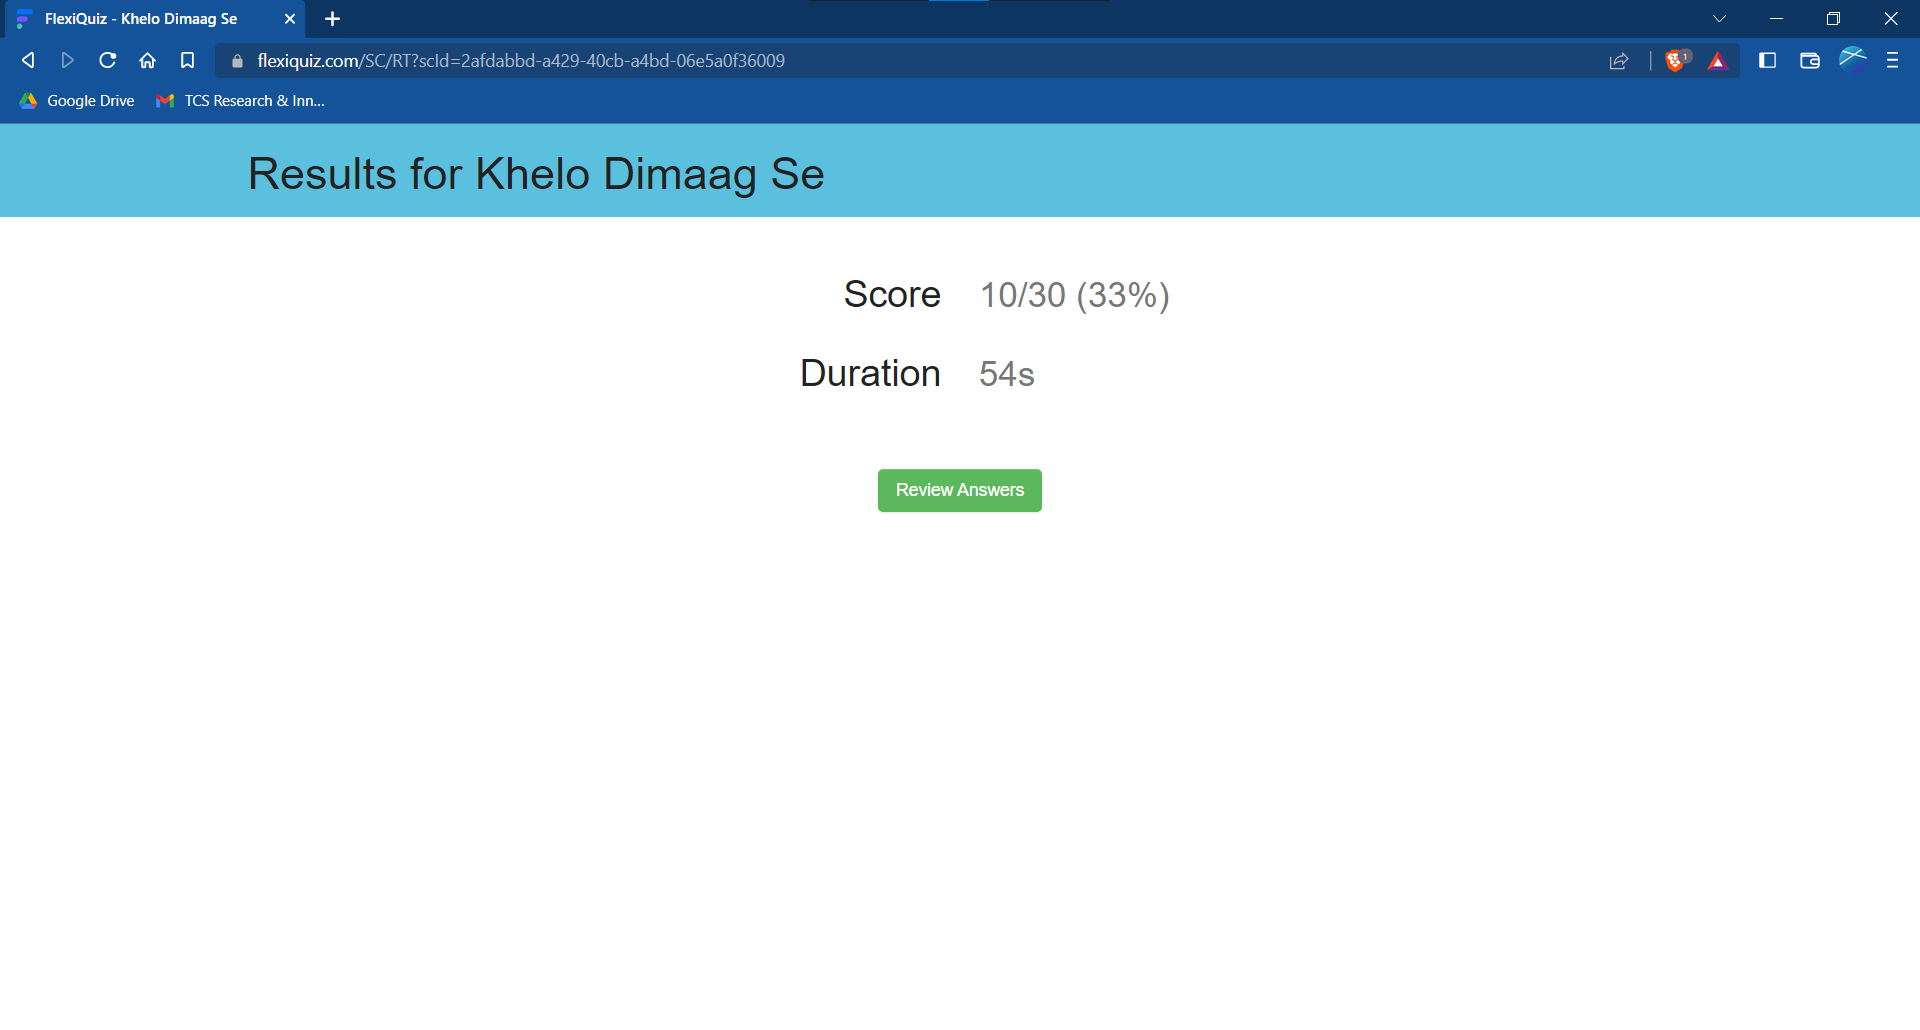 FlexiQuiz - Khelo Dimaag Se
flexiquiz.com/SC/RT?scId=2afdabbd-a429-40cb-a4bd-06e5a0f36009
1
Google Drive
TCS Research & Inn...
Results for Khelo Dimaag Se
Score 10/30 (33%)
Duration 54s
Review Answers